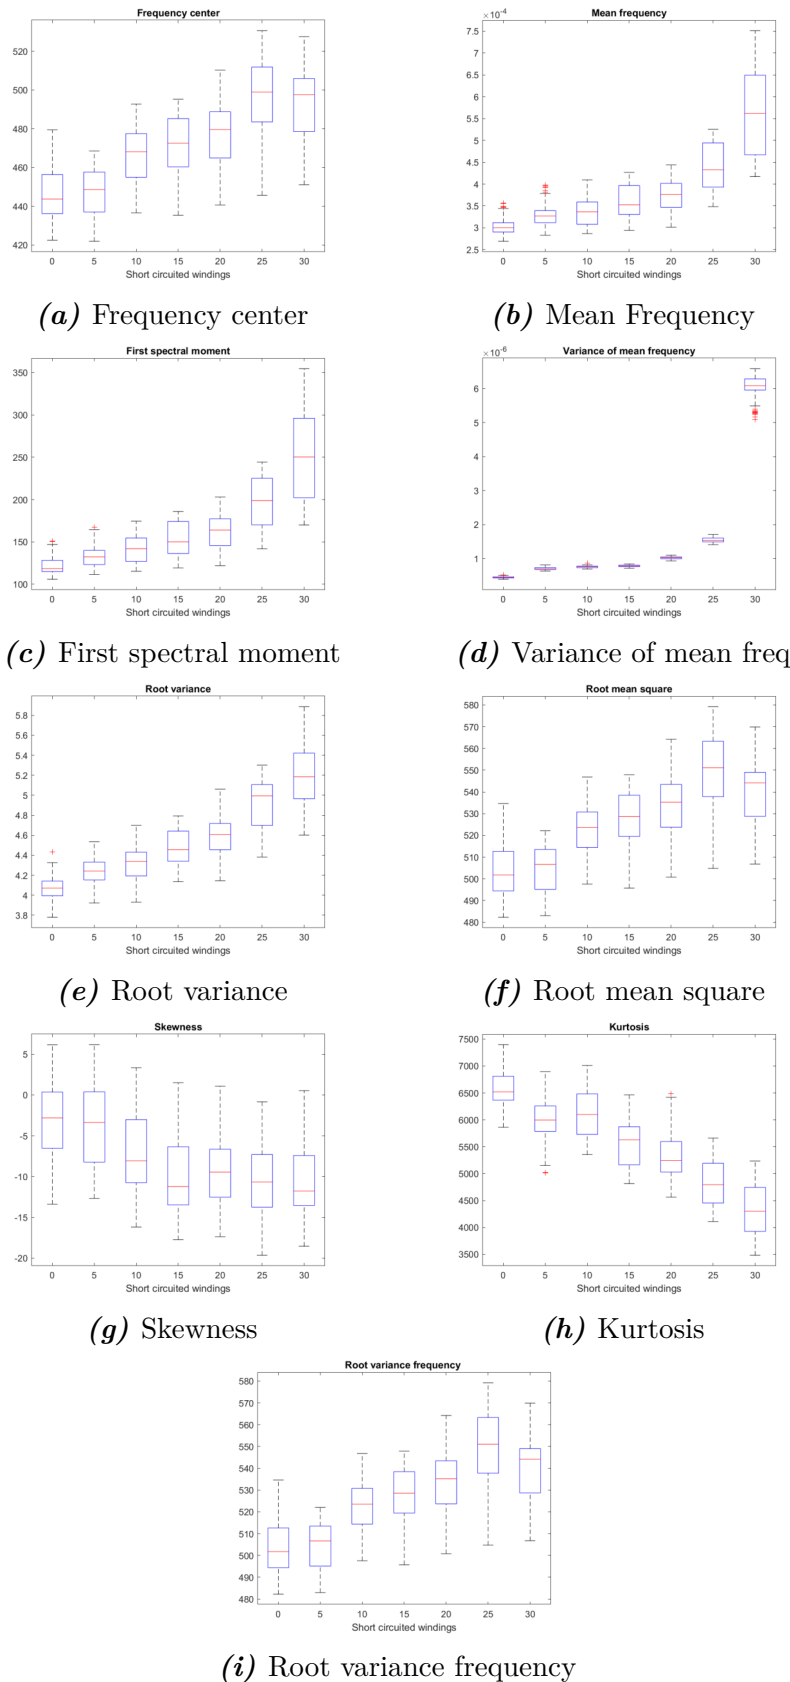 Frequency center
520
500
480
460
440
420
0 5 10 15 20 25 30
Short circuited windings
(a) Frequency center
×10⁻⁴ Mean frequency
7.5
7
6.5
6
5.5
5
4.5
4
3.5
3
2.5
0 5 10 15 20 25 30
Short circuited windings
(b) Mean Frequency
First spectral moment
350
300
250
200
150
100
0 5 10 15 20 25 30
Short circuited windings
(c) First spectral moment
×10⁻⁶ Variance of mean frequency
6
5
4
3
2
1
0 5 10 15 20 25 30
Short circuited windings
(d) Variance of mean freq
Root variance
5.8
5.6
5.4
5.2
5
4.8
4.6
4.4
4.2
4
3.8
0 5 10 15 20 25 30
Short circuited windings
(e) Root variance
Root mean square
580
570
560
550
540
530
520
510
500
490
480
0 5 10 15 20 25 30
Short circuited windings
(f) Root mean square
Skewness
5
0
-5
-10
-15
-20
0 5 10 15 20 25 30
Short circuited windings
(g) Skewness
Kurtosis
7500
7000
6500
6000
5500
5000
4500
4000
3500
0 5 10 15 20 25 30
Short circuited windings
(h) Kurtosis
Root variance frequency
580
570
560
550
540
530
520
510
500
490
480
0 5 10 15 20 25 30
Short circuited windings
(i) Root variance frequency